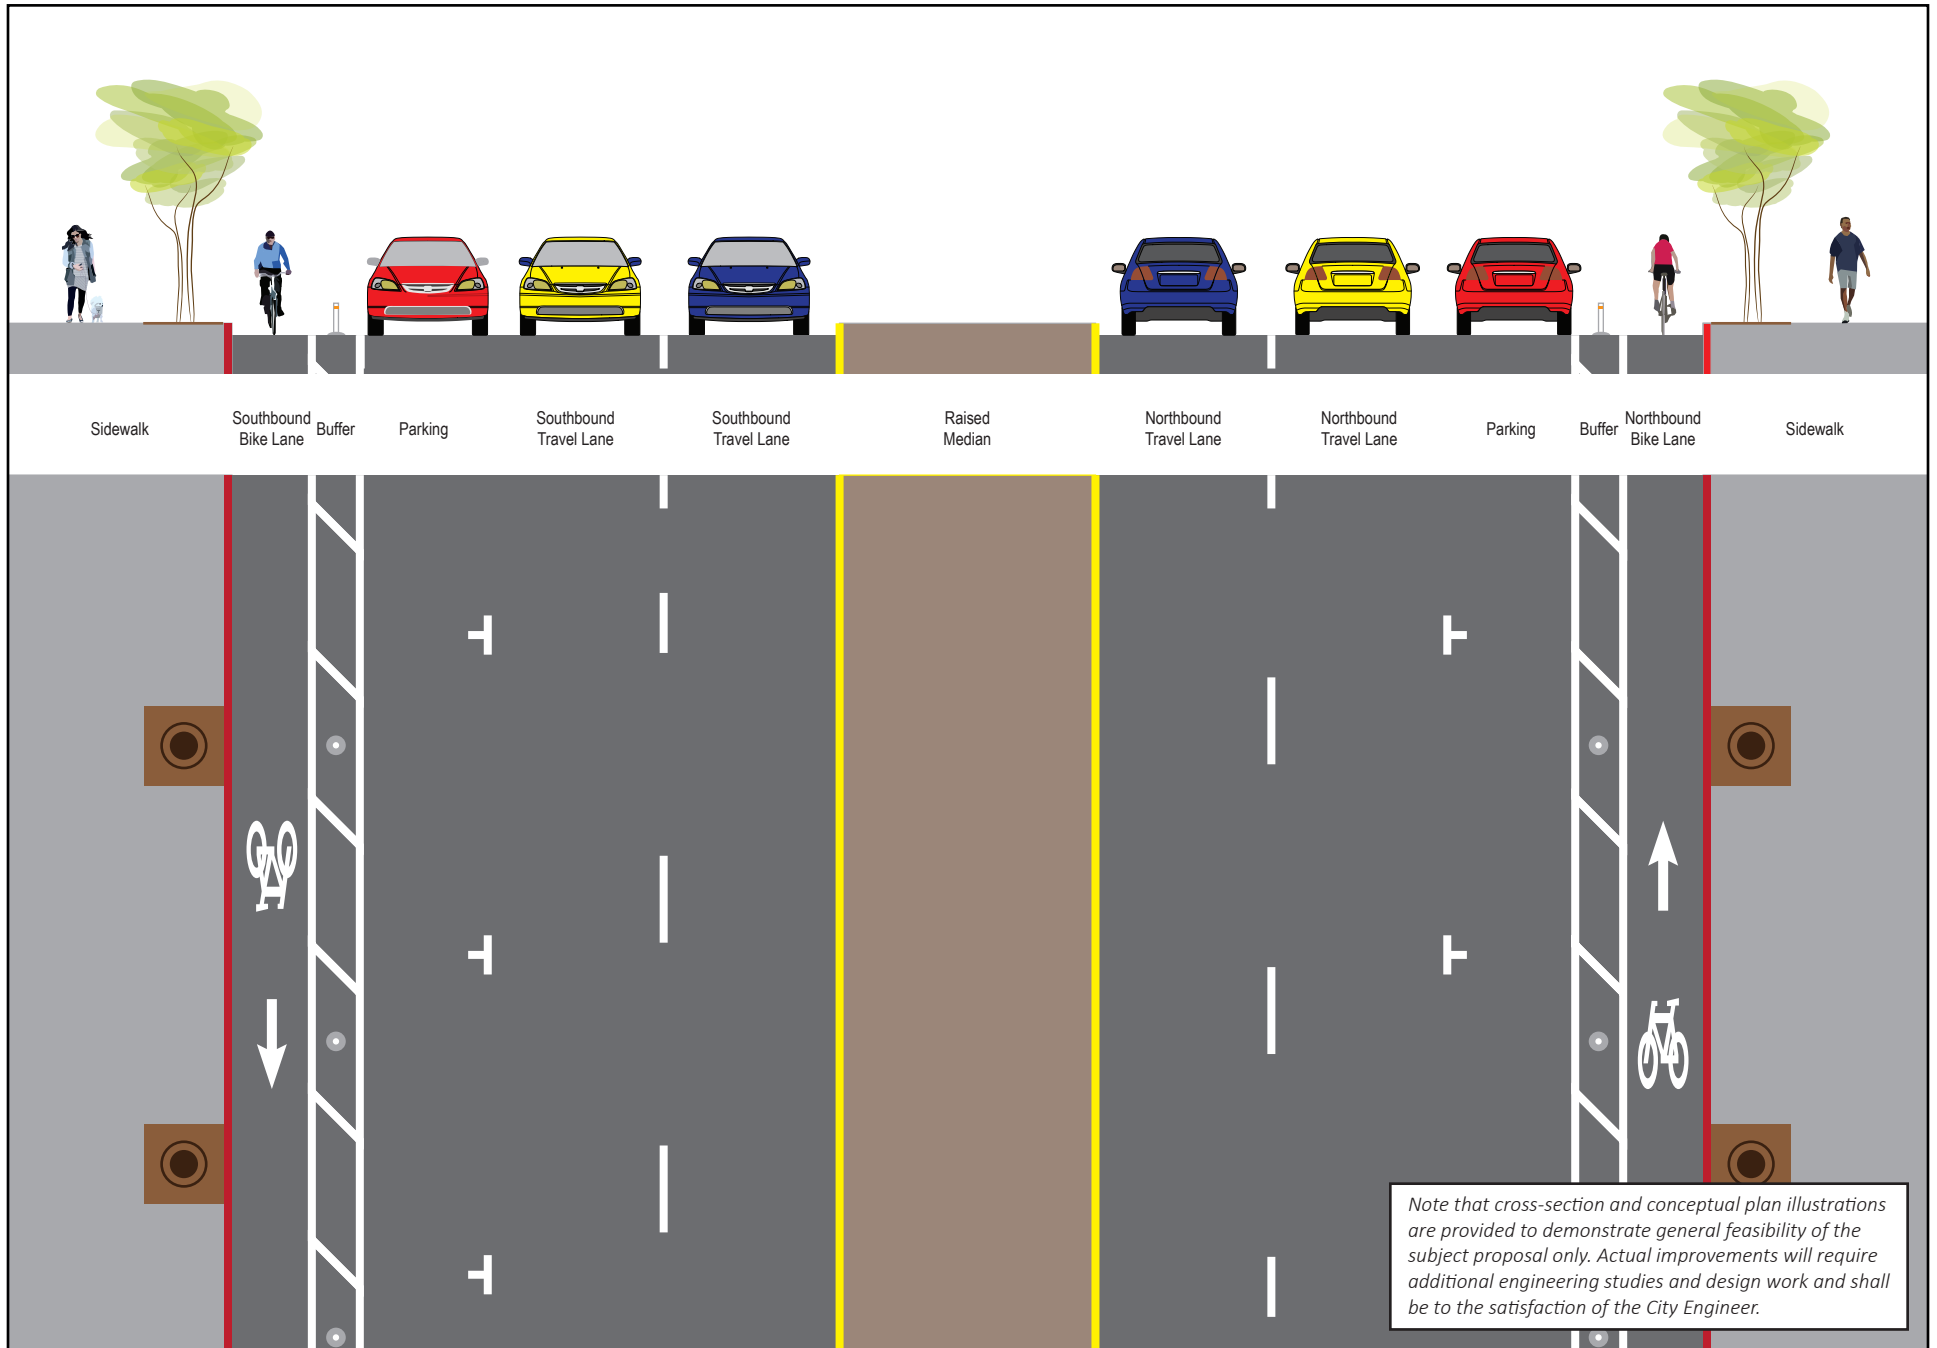 Sidewalk
Southbound
Bike Lane
Buffer
Parking
Southbound
Travel Lane
Southbound
Travel Lane
Raised
Median
Northbound
Travel Lane
Northbound
Travel Lane
Parking
Buffer
Northbound
Bike Lane
Sidewalk
Note that cross-section and conceptual plan illustrations
are provided to demonstrate general feasibility of the
subject proposal only. Actual improvements will require
additional engineering studies and design work and shall
be to the satisfaction of the City Engineer.